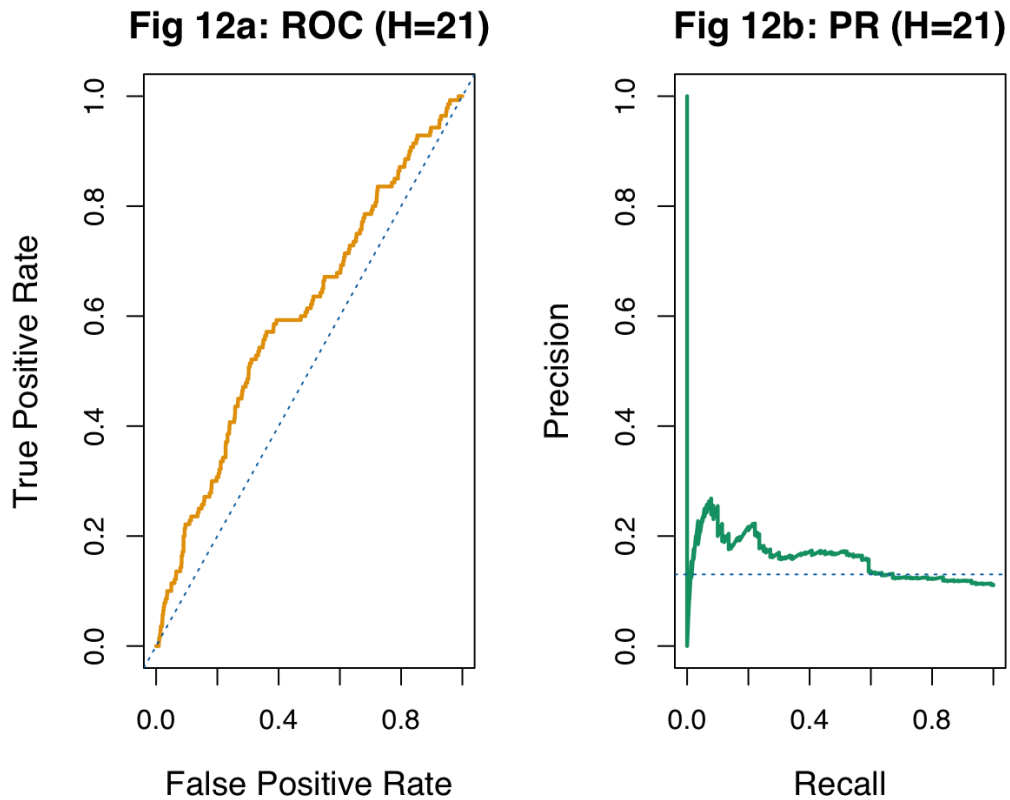 Fig 12a: ROC (H=21)
True Positive Rate
1.0
0.8
0.6
0.4
0.2
0.0
0.0 0.4 0.8
False Positive Rate
Fig 12b: PR (H=21)
Precision
1.0
0.8
0.6
0.4
0.2
0.0
0.0 0.4 0.8
Recall